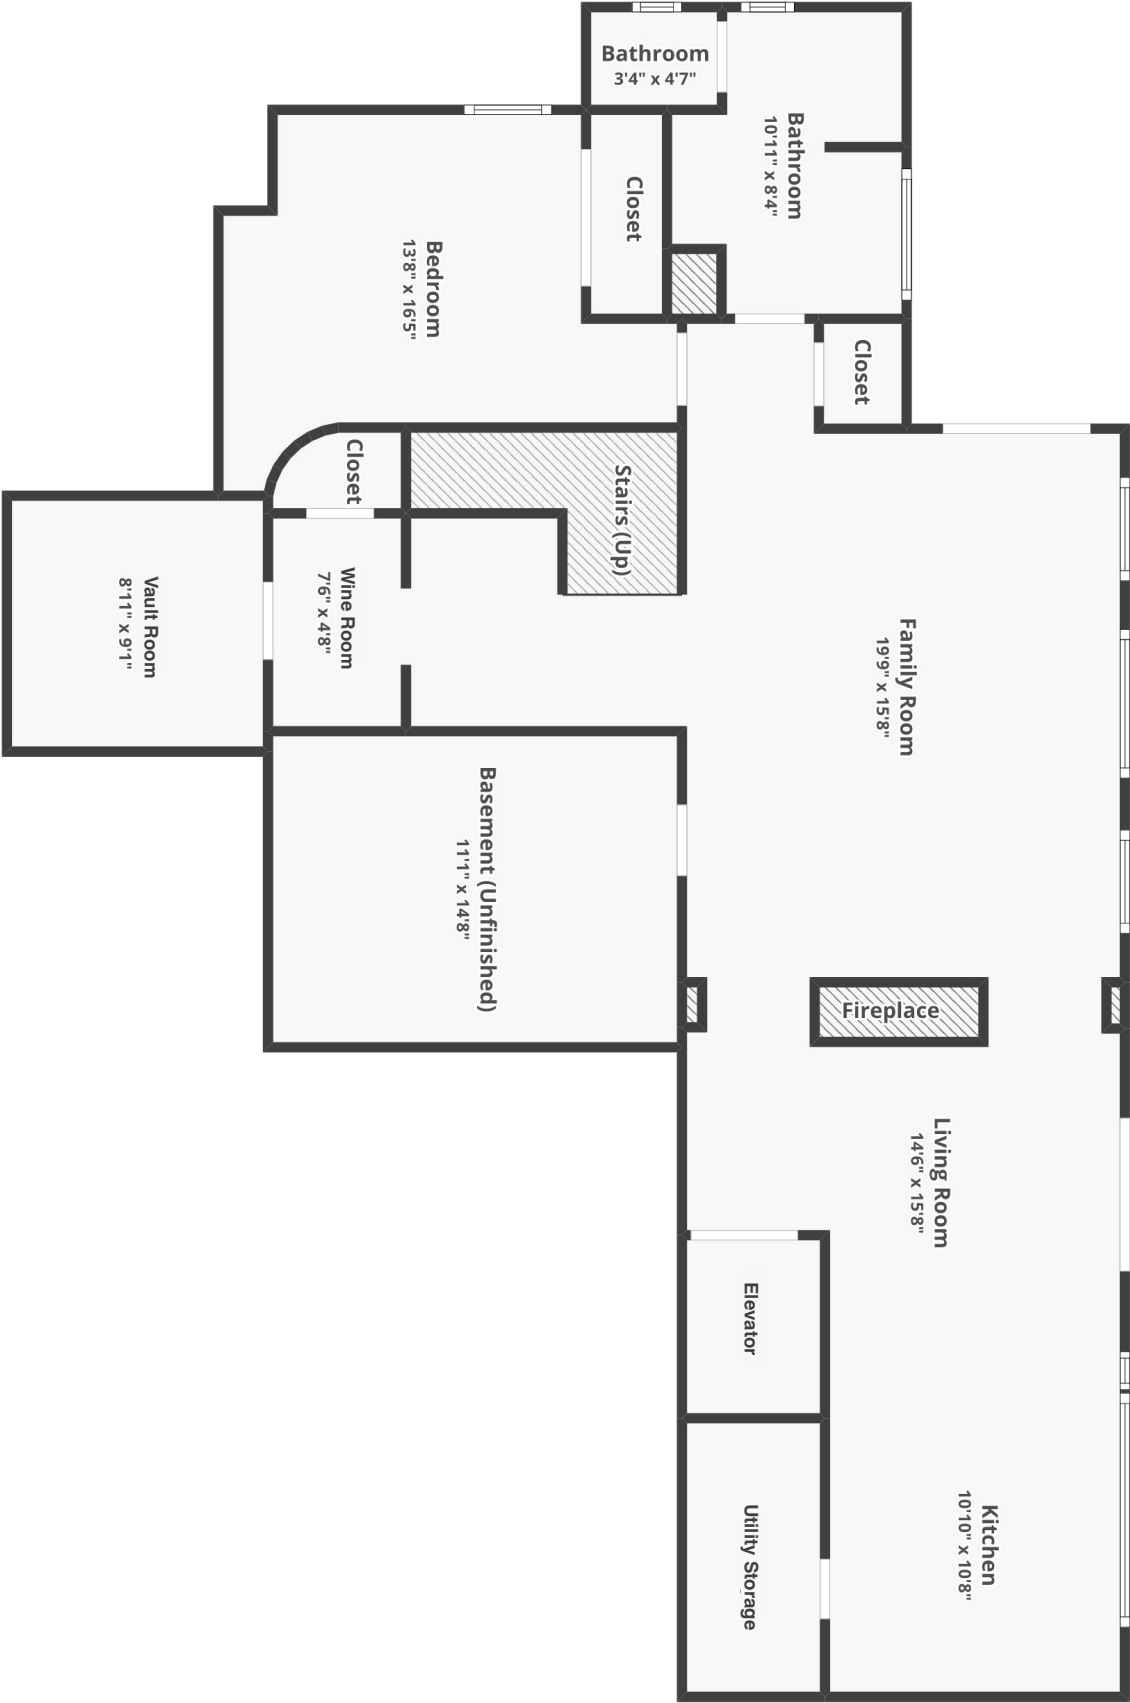 Bathroom
3'4" x 4'7"
Bathroom
10'11" x 8'4"
Closet
Bedroom
13'8" x 16'5"
Closet
Closet
Stairs (Up)
Wine Room
7'6" x 4'8"
Vault Room
8'11" x 9'1"
Family Room
19'9" x 15'8"
Basement (Unfinished)
11'1" x 14'8"
Fireplace
Living Room
14'6" x 15'8"
Elevator
Kitchen
10'10" x 10'8"
Utility Storage